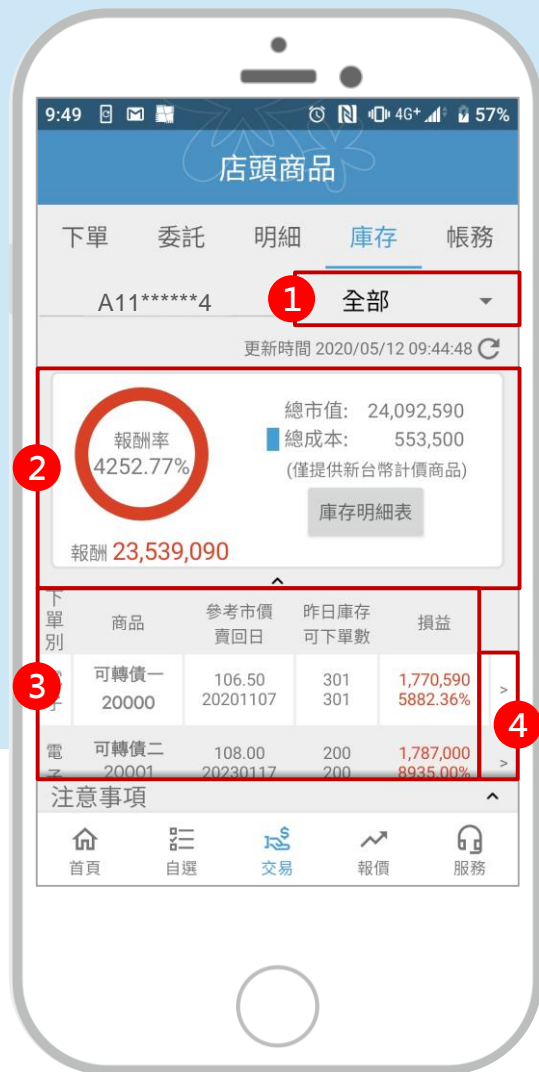 9:49 4G+ 57%
店頭商品
下單 委託 明細 庫存 帳務
A11******4 1 全部
更新時間 2020/05/12 09:44:48
2
報酬率
4252.77%
總市值: 24,092,590
總成本: 553,500
(僅提供新台幣計價商品)
庫存明細表
報酬 23,539,090
下單別 商品 參考市價 賣回日 昨日庫存 可下單數 損益
3
可轉債一 106.50 301 1,770,590 >
20000 20201107 301 5882.36%
4
電子 可轉債二 108.00 200 1,787,000 >
20001 20230117 200 8935.00%
注意事項
首頁 自選 交易 報價 服務